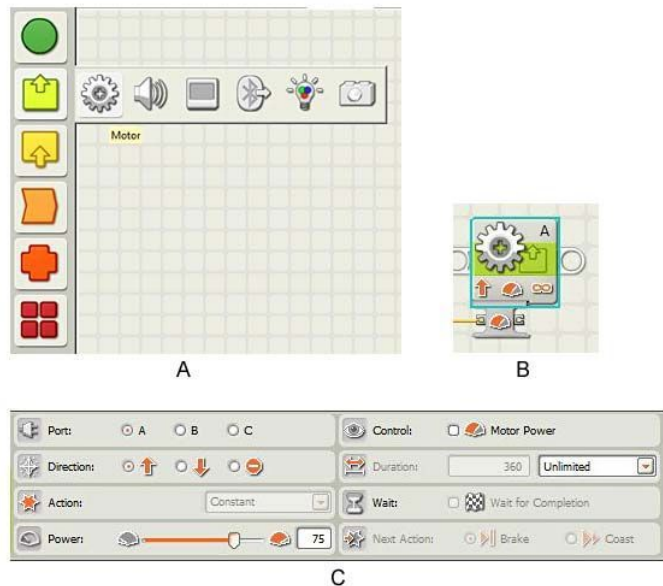 Motor
A
A
B
Port: A B C Control: Motor Power
Direction: Duration: 360 Unlimited
Action: Constant Wait: Wait for Completion
Power: 75 Next Action: Brake Coast
C